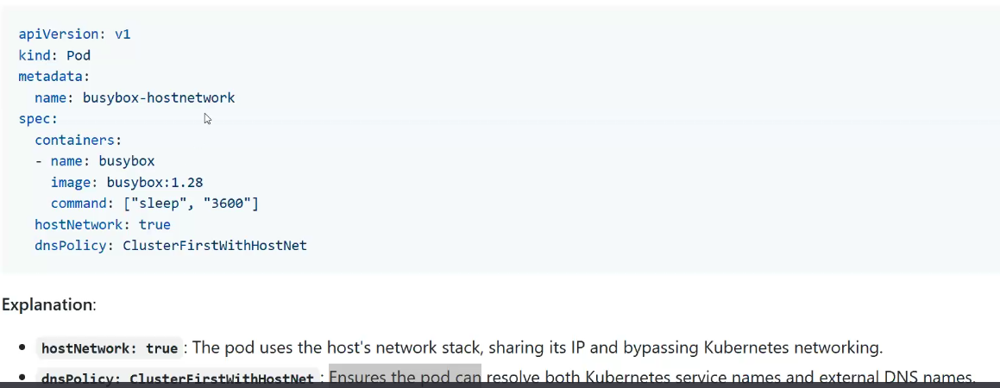 apiVersion: v1
kind: Pod
metadata:
  name: busybox-hostnetwork
spec:
  containers:
  - name: busybox
    image: busybox:1.28
    command: ["sleep", "3600"]
  hostNetwork: true
  dnsPolicy: ClusterFirstWithHostNet
Explanation:
• hostNetwork: true : The pod uses the host's network stack, sharing its IP and bypassing Kubernetes networking.
• dnsPolicy: ClusterFirstWithHostNet : Ensures the pod can resolve both Kubernetes service names and external DNS names.